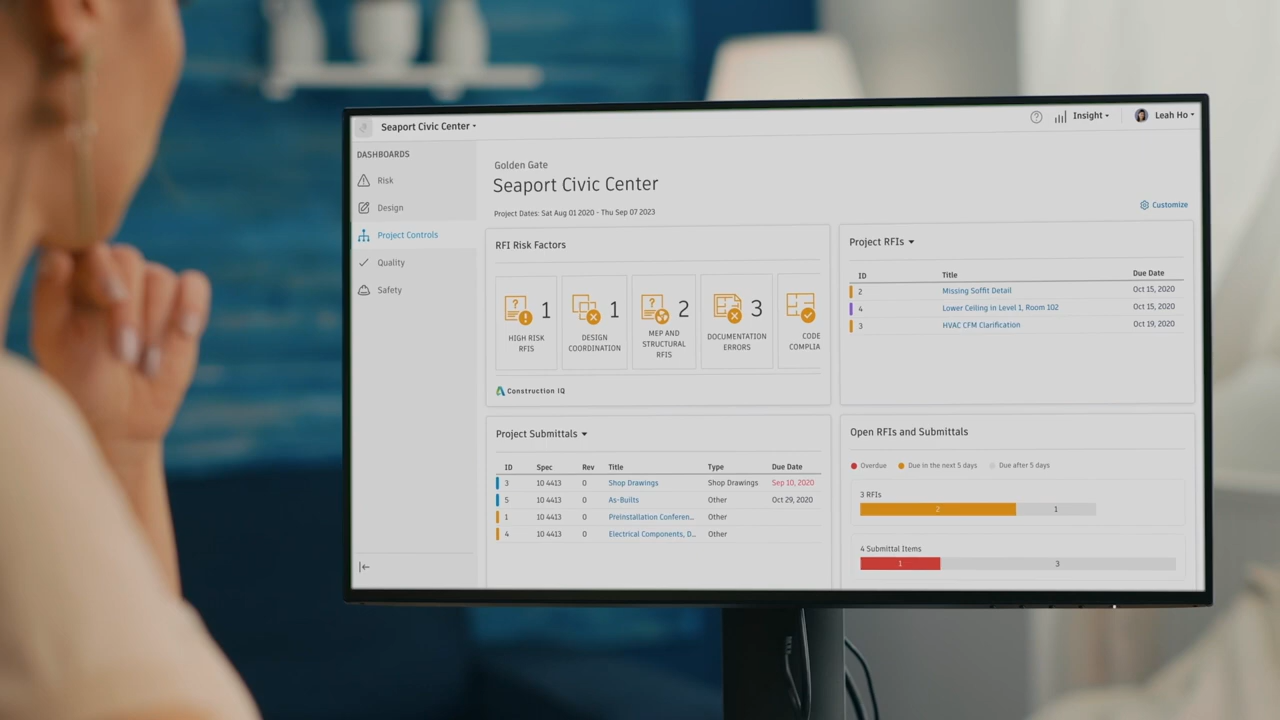 Seaport Civic Center
Insight
Leah Ho
DASHBOARDS
Risk
Design
Project Controls
Quality
Safety
Golden Gate
Seaport Civic Center
Project Dates: Sat Aug 01 2020 - Thu Sep 07 2023
Customize
RFI Risk Factors
1
HIGH RISK
RFIS
1
DESIGN
COORDINATION
2
MEP AND
STRUCTURAL
RFIS
3
DOCUMENTATION
ERRORS
CODE
COMPLIA
Construction IQ
Project RFIs
ID Title Due Date
2 Missing Soffit Detail Oct 15, 2020
4 Lower Ceiling in Level 1, Room 102 Oct 15, 2020
3 HVAC CFM Clarification Oct 19, 2020
Project Submittals
ID Spec Rev Title Type Due Date
3 10 4413 0 Shop Drawings Shop Drawings Sep 10, 2020
5 10 4413 0 As-Builts Other Oct 29, 2020
1 10 4413 0 Preinstallation Conferen... Other
4 10 4413 0 Electrical Components, D... Other
Open RFIs and Submittals
Overdue Due in the next 5 days Due after 5 days
3 RFIs
2 1
4 Submittal Items
1 3